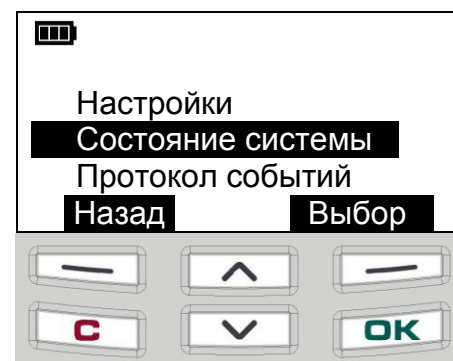 Настройки
Состояние системы
Протокол событий
Назад Выбор
C OK